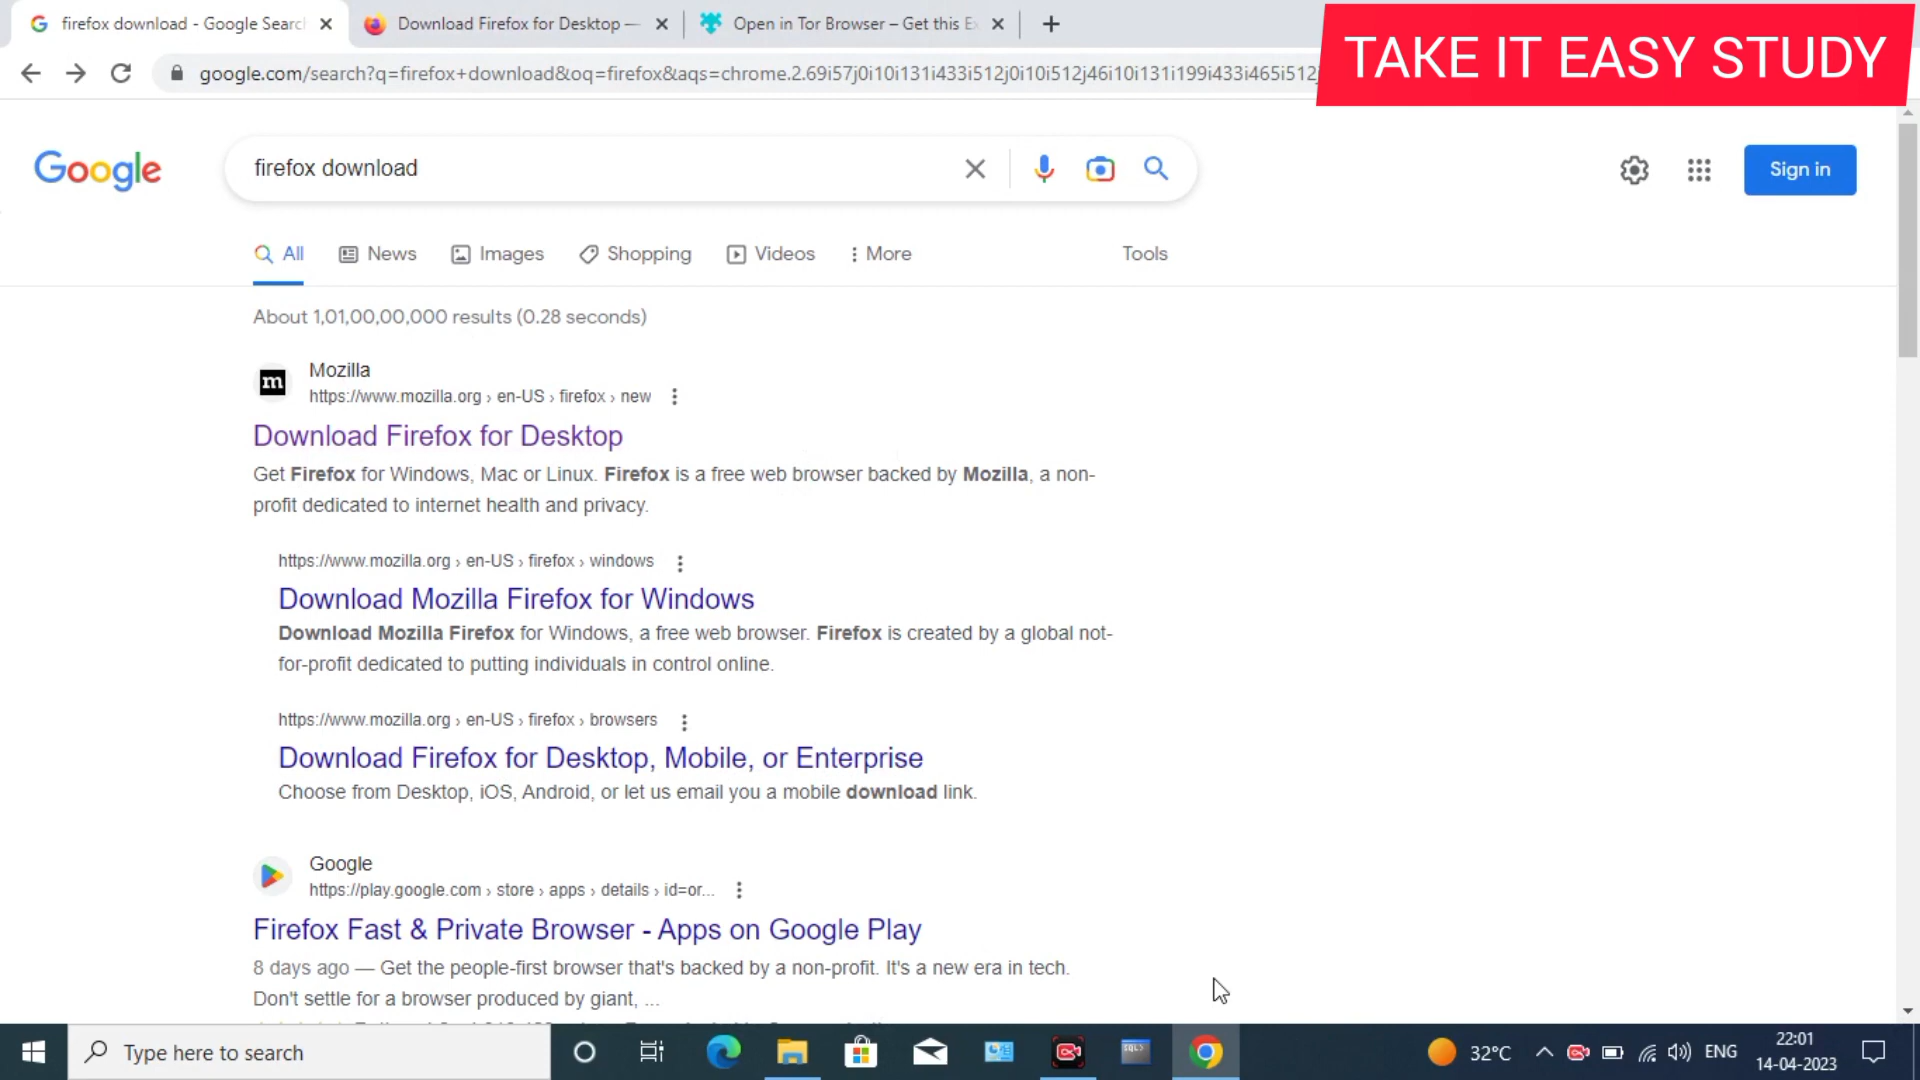 firefox download - Google Search
Download Firefox for Desktop —
Open in Tor Browser – Get this Ex
TAKE IT EASY STUDY
google.com/search?q=firefox+download&oq=firefox&aqs=chrome.2.69i57j0i10i131i433i512j0i10i512j46i10i131i199i433i465i512j
Google
firefox download
Sign in
All
News
Images
Shopping
Videos
More
Tools
About 1,01,00,00,000 results (0.28 seconds)
m
Mozilla
https://www.mozilla.org › en-US › firefox › new
Download Firefox for Desktop
Get Firefox for Windows, Mac or Linux. Firefox is a free web browser backed by Mozilla, a non-
profit dedicated to internet health and privacy.
https://www.mozilla.org › en-US › firefox › windows
Download Mozilla Firefox for Windows
Download Mozilla Firefox for Windows, a free web browser. Firefox is created by a global not-
for-profit dedicated to putting individuals in control online.
https://www.mozilla.org › en-US › firefox › browsers
Download Firefox for Desktop, Mobile, or Enterprise
Choose from Desktop, iOS, Android, or let us email you a mobile download link.
Google
https://play.google.com › store › apps › details › id=or...
Firefox Fast & Private Browser - Apps on Google Play
8 days ago — Get the people-first browser that's backed by a non-profit. It's a new era in tech.
Don't settle for a browser produced by giant, ...
Type here to search
32°C
ENG
22:01
14-04-2023